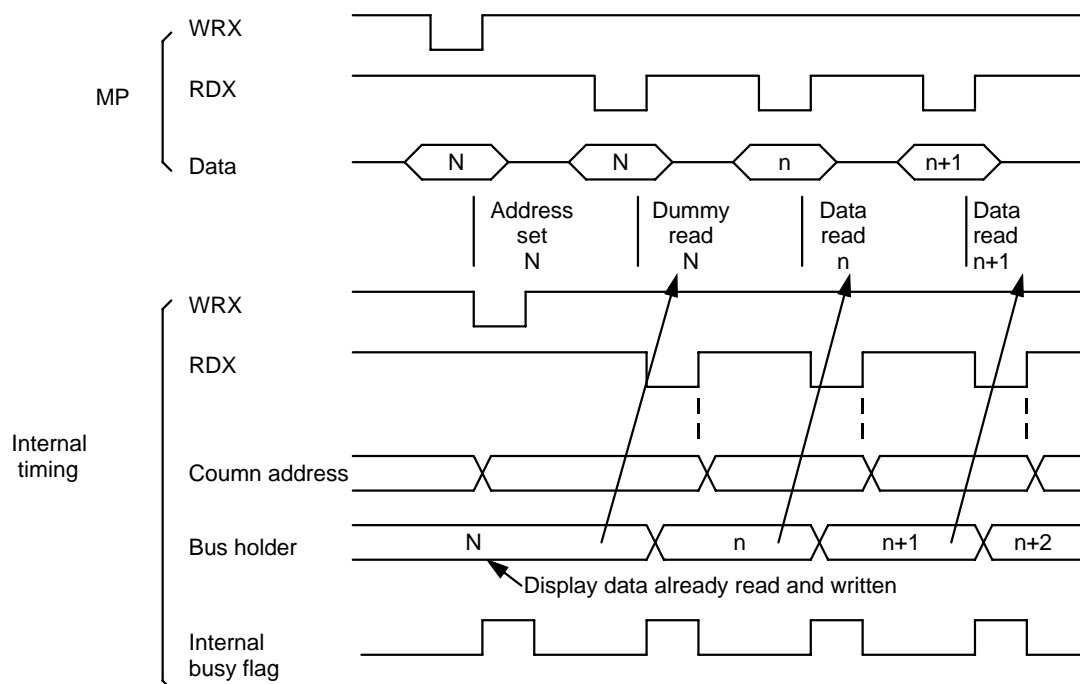 WRX
MP
RDX
Data
N
N
n
n+1
Address
set
N
Dummy
read
N
Data
read
n
Data
read
n+1
WRX
RDX
Internal
timing
Coumn address
Bus holder
N
n
n+1
n+2
Display data already read and written
Internal
busy flag